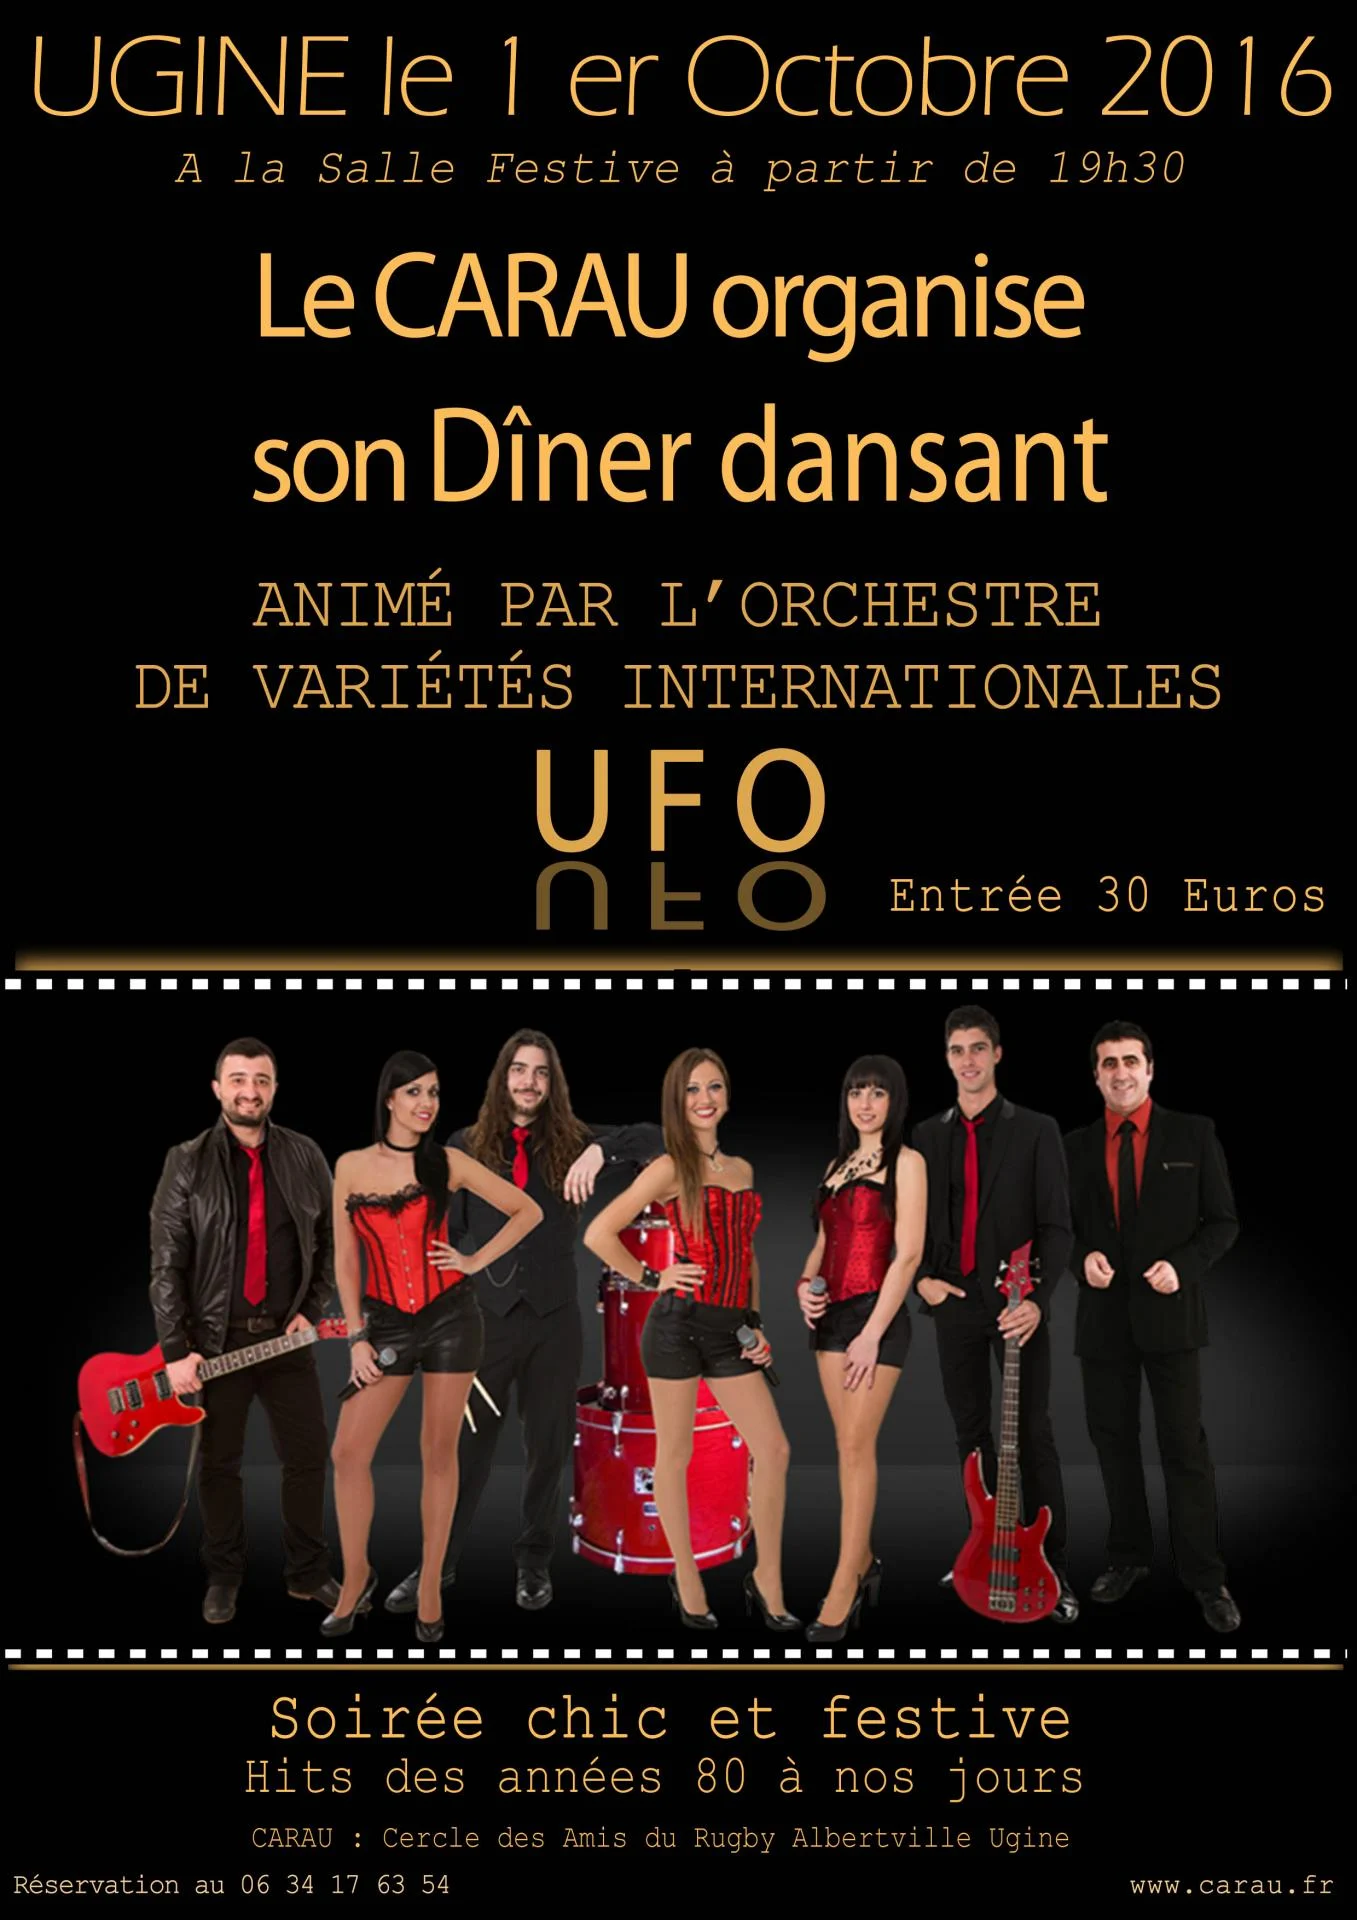 UGINE le 1 er Octobre 2016
A la Salle Festive à partir de 19h30
Le CARAU organise
son Dîner dansant
ANIMÉ PAR L'ORCHESTRE
DE VARIÉTÉS INTERNATIONALES
UFO
Entrée 30 Euros
Soirée chic et festive
Hits des années 80 à nos jours
CARAU : Cercle des Amis du Rugby Albertville Ugine
Réservation au 06 34 17 63 54
www.carau.fr